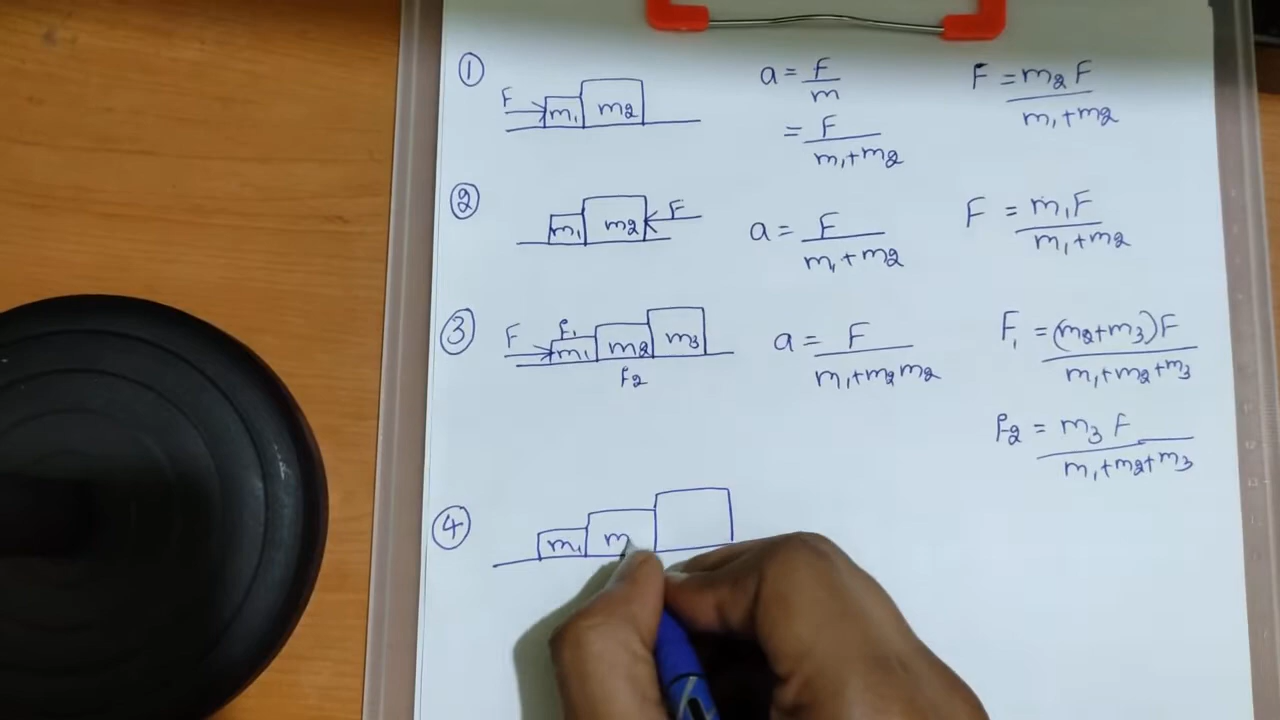 ① F m₁ m₂ a = F/m F = m₂F/m₁+m₂
= F/m₁+m₂
② m₁ m₂ F a = F/m₁+m₂ F = m₁F/m₁+m₂
③ F f₁ m₁ m₂ m₃ a = F/m₁+m₂m₂ F₁ = (m₂+m₃)F/m₁+m₂+m₃
f₂
f₂ = m₃F/m₁+m₂+m₃
④ m₁ m